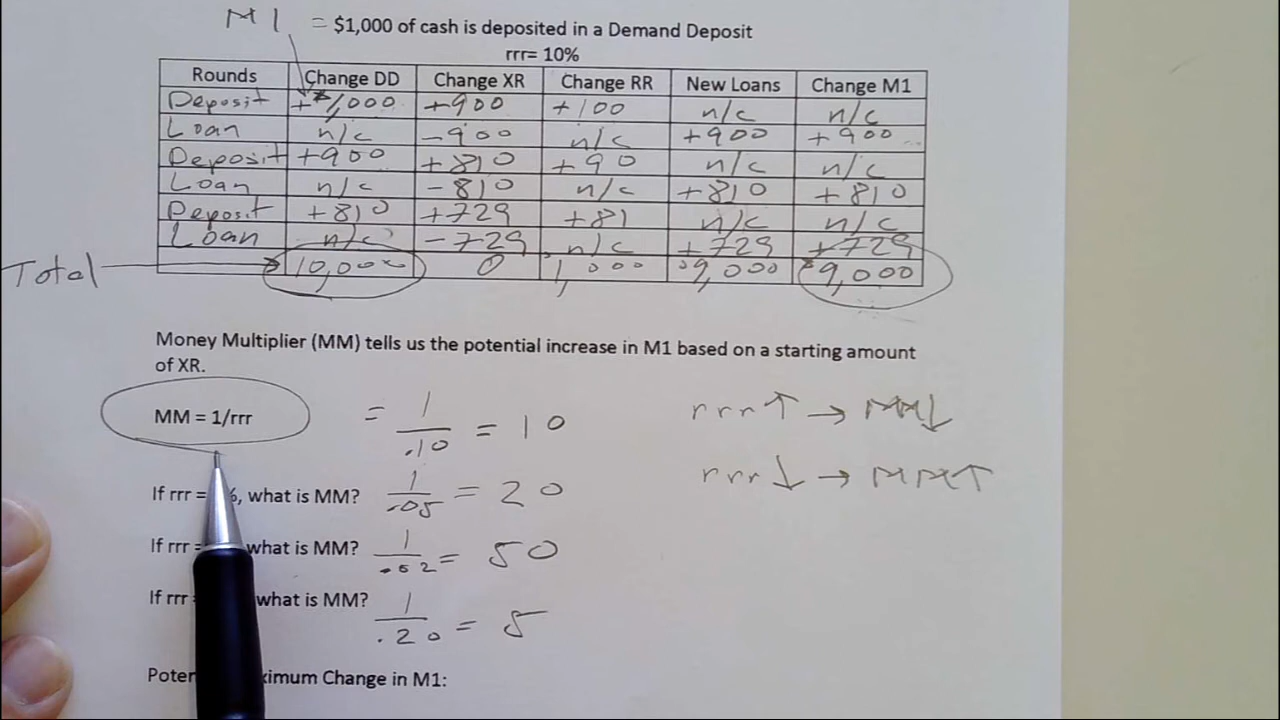 M1 = $1,000 of cash is deposited in a Demand Deposit
rrr= 10%
Rounds Change DD Change XR Change RR New Loans Change M1
Deposit +$1,000 +900 +100 n/c n/c
Loan n/c -900 n/c +900 +900
Deposit +900 +810 +90 n/c n/c
Loan n/c -810 n/c +810 +810
Deposit +810 +729 +81 n/c n/c
Loan n/c -729 n/c +729 +729
Total 10,000 0 1,000 9,000 9,000
Money Multiplier (MM) tells us the potential increase in M1 based on a starting amount
of XR.
MM = 1/rrr = 1/.10 = 10 rrr↑ → MM↓
If rrr = %, what is MM? 1/.05 = 20 rrr↓ → MM↑
If rrr = what is MM? 1/.02 = 50
If rrr what is MM? 1/.20 = 5
Change in M1: